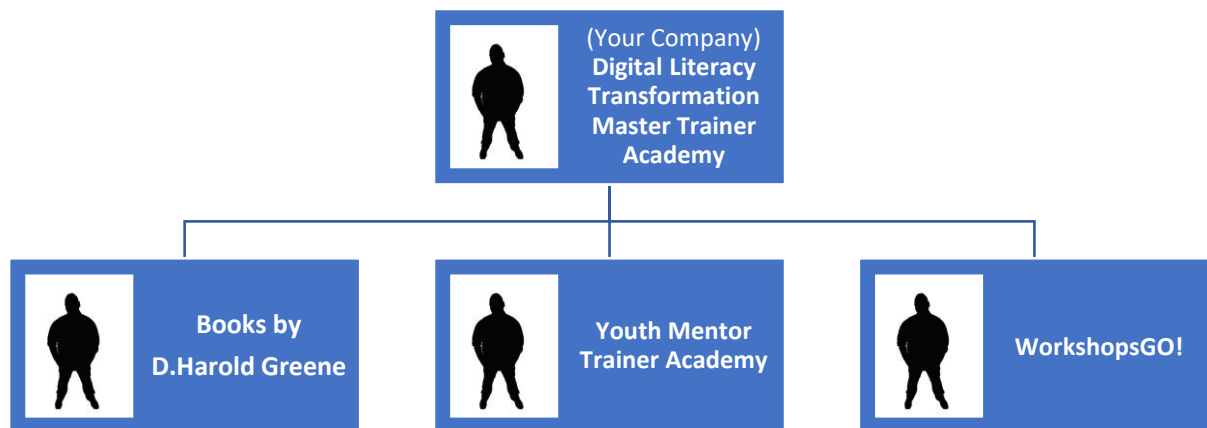 (Your Company)
Digital Literacy
Transformation
Master Trainer
Academy
Books by
D.Harold Greene
Youth Mentor
Trainer Academy
WorkshopsGO!